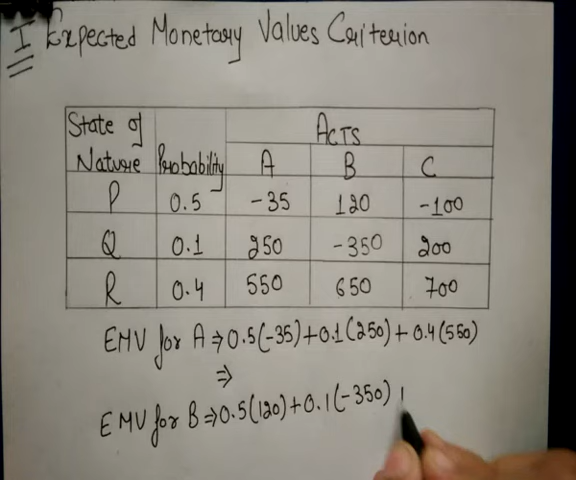 I Expected Monetary Values Criterion
State of Nature Probability ACTS
A B C
P 0.5 -35 120 -100
Q 0.1 250 -350 200
R 0.4 550 650 700
EMV for A ⇒ 0.5(-35)+0.1(250)+0.4(550)
⇒
EMV for B ⇒ 0.5(120)+0.1(-350)